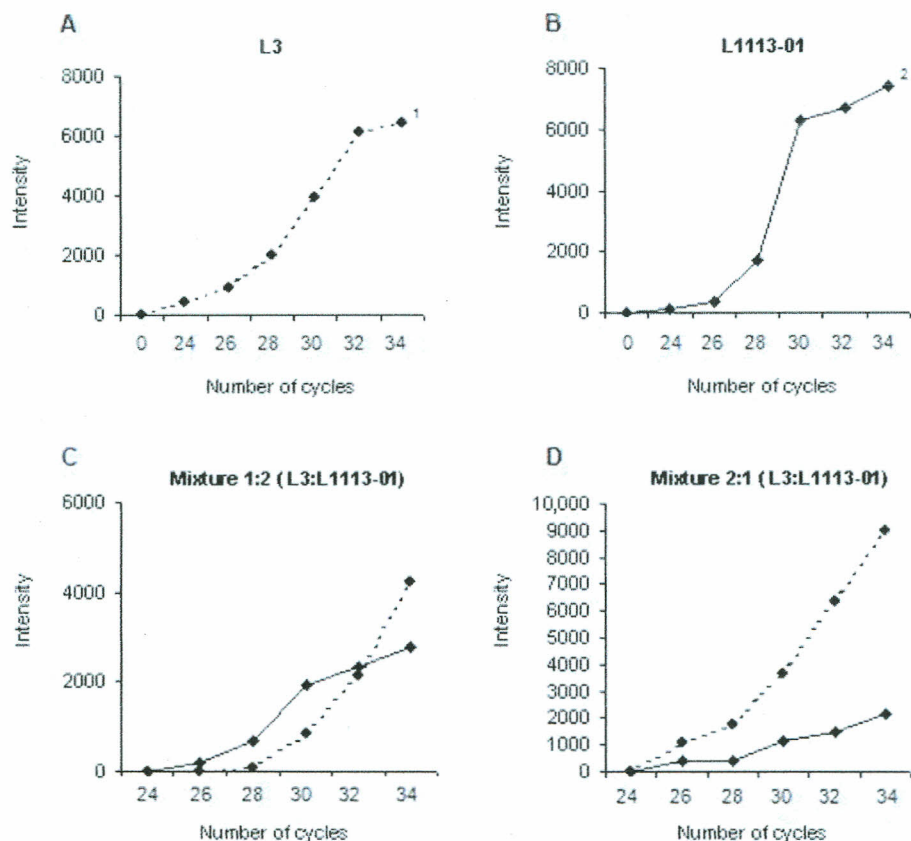 A
L3
8000
6000
4000
2000
0
Intensity
1
0 24 26 28 30 32 34
Number of cycles
B
L1113-01
8000
6000
4000
2000
0
Intensity
2
0 24 26 28 30 32 34
Number of cycles
C
Mixture 1:2 ( L3:L1113-01)
6000
4000
2000
0
Intensity
24 26 28 30 32 34
Number of cycles
D
Mixture 2:1 ( L3:L1113-01)
10,000
9000
8000
7000
6000
5000
4000
3000
2000
1000
0
Intensity
24 26 28 30 32 34
Number of cycles